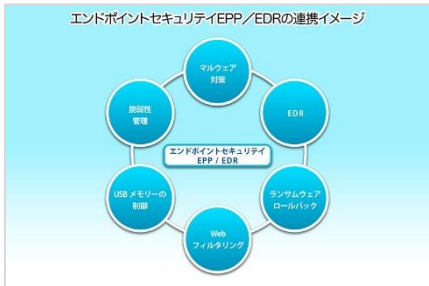 エンドポイントセキュリティEPP／EDRの連携イメージ
マルウェア
対策
EDR
ランサムウェア
ロールバック
Web
フィルタリング
USBメモリーの
制御
脆弱性
管理
エンドポイントセキュリティ
EPP / EDR